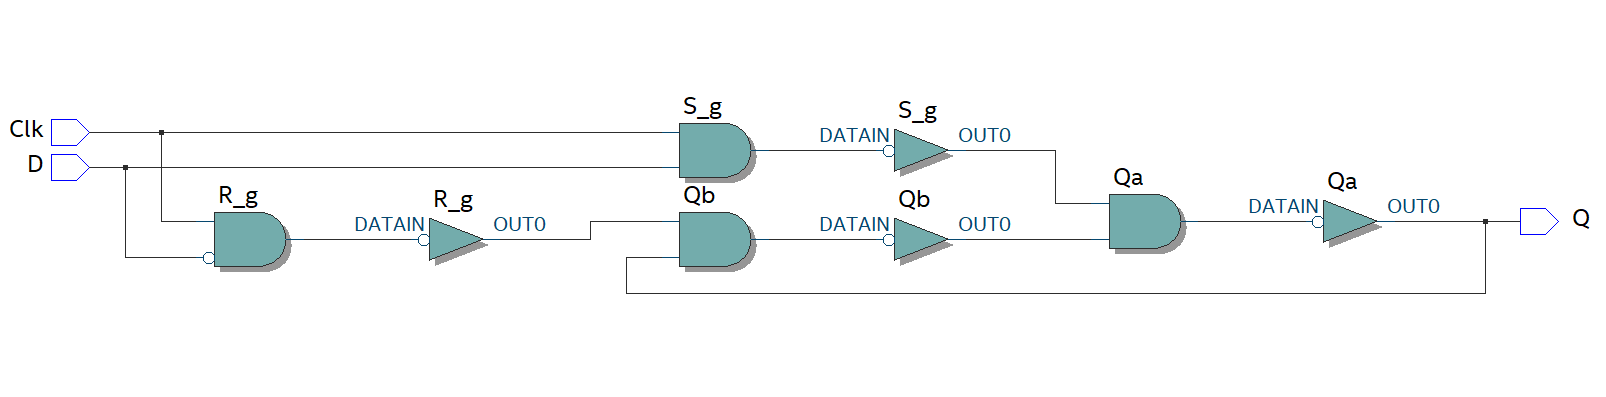 S_g
S_g
Clk
DATAIN
OUT0
D
Qa
Qa
R_g
R_g
Qb
Qb
DATAIN
OUT0
DATAIN
OUT0
DATAIN
OUT0
Q